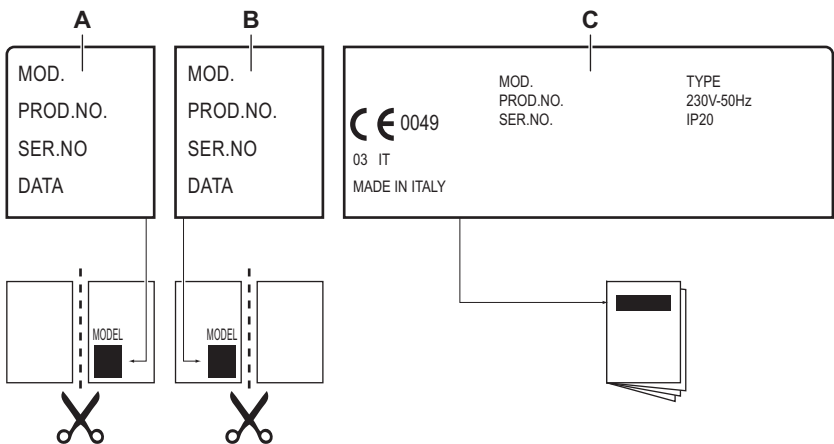 A
B
C
MOD.
PROD.NO.
SER.NO
DATA
MOD.
PROD.NO.
SER.NO
DATA
MOD.
PROD.NO.
SER.NO.
TYPE
230V-50Hz
IP20
CE 0049
03 IT
MADE IN ITALY
MODEL
MODEL